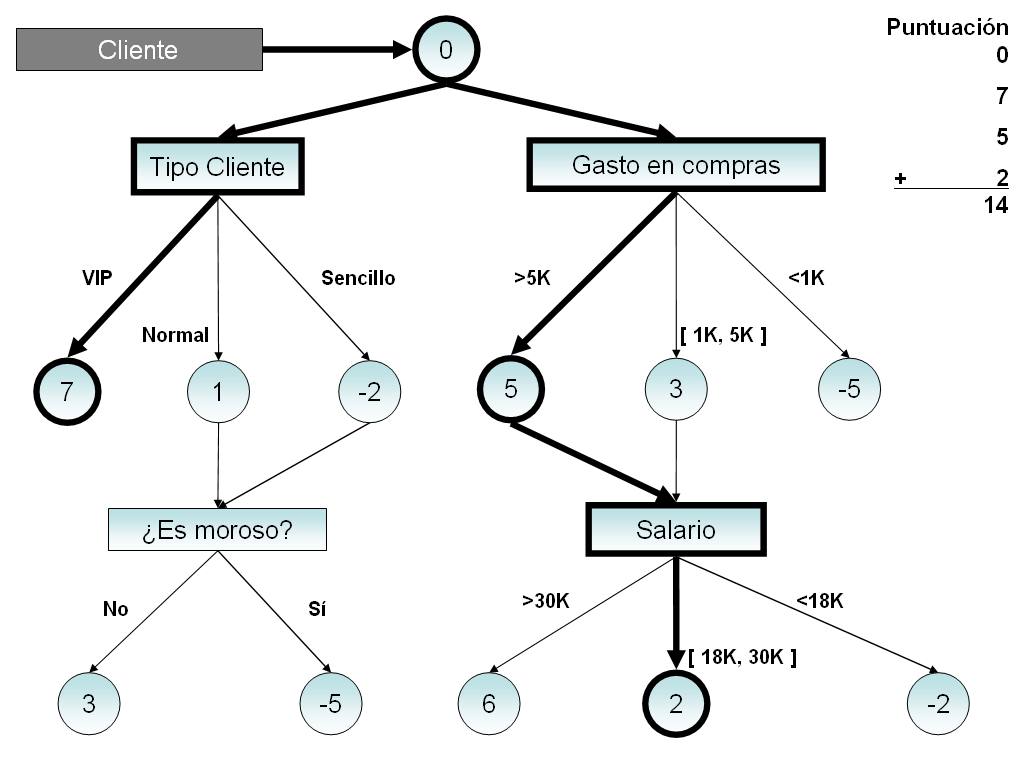 Cliente
0
Puntuación
0
7
5
+ 2
14
Tipo Cliente
Gasto en compras
VIP
Normal
Sencillo
>5K
[ 1K, 5K ]
<1K
7
1
-2
5
3
-5
¿Es moroso?
Salario
No
Sí
>30K
[ 18K, 30K ]
<18K
3
-5
6
2
-2